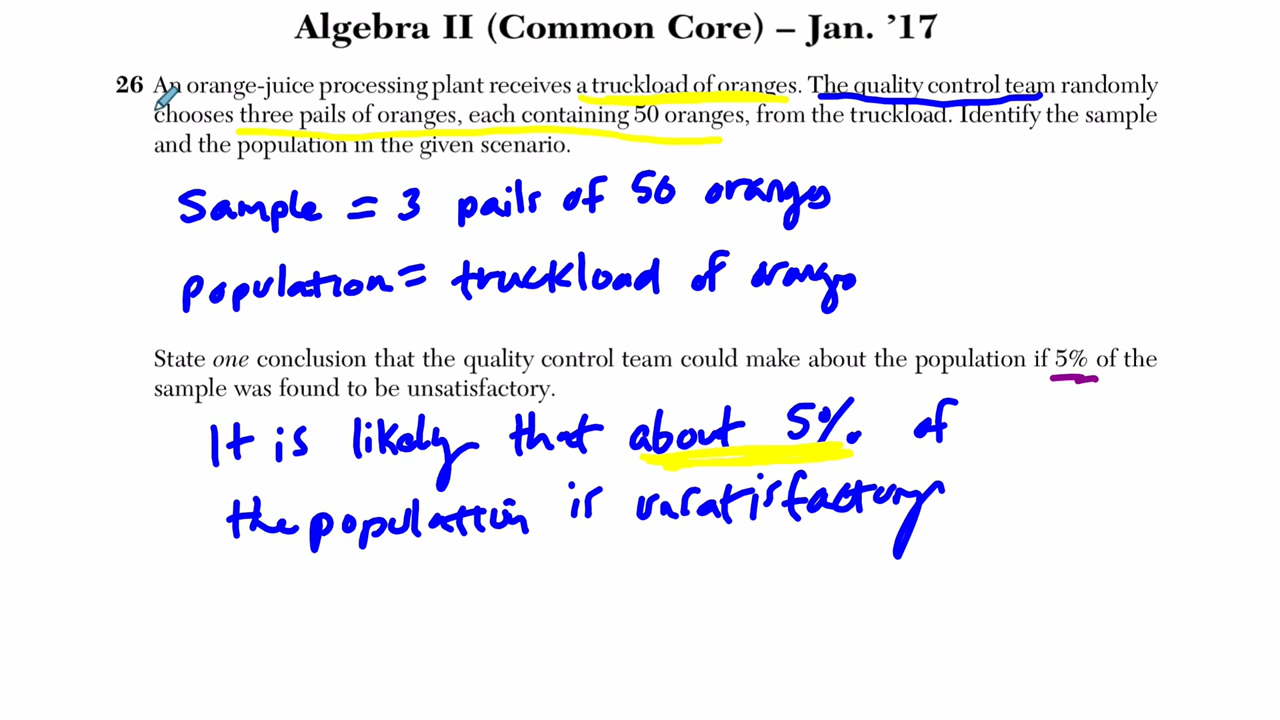 Algebra II (Common Core) – Jan. ’17
26 An orange-juice processing plant receives a truckload of oranges. The quality control team randomly
chooses three pails of oranges, each containing 50 oranges, from the truckload. Identify the sample
and the population in the given scenario.
Sample = 3 pails of 50 oranges
population = truckload of oranges
State one conclusion that the quality control team could make about the population if 5% of the
sample was found to be unsatisfactory.
It is likely that about 5% of
the population is unsatisfactory